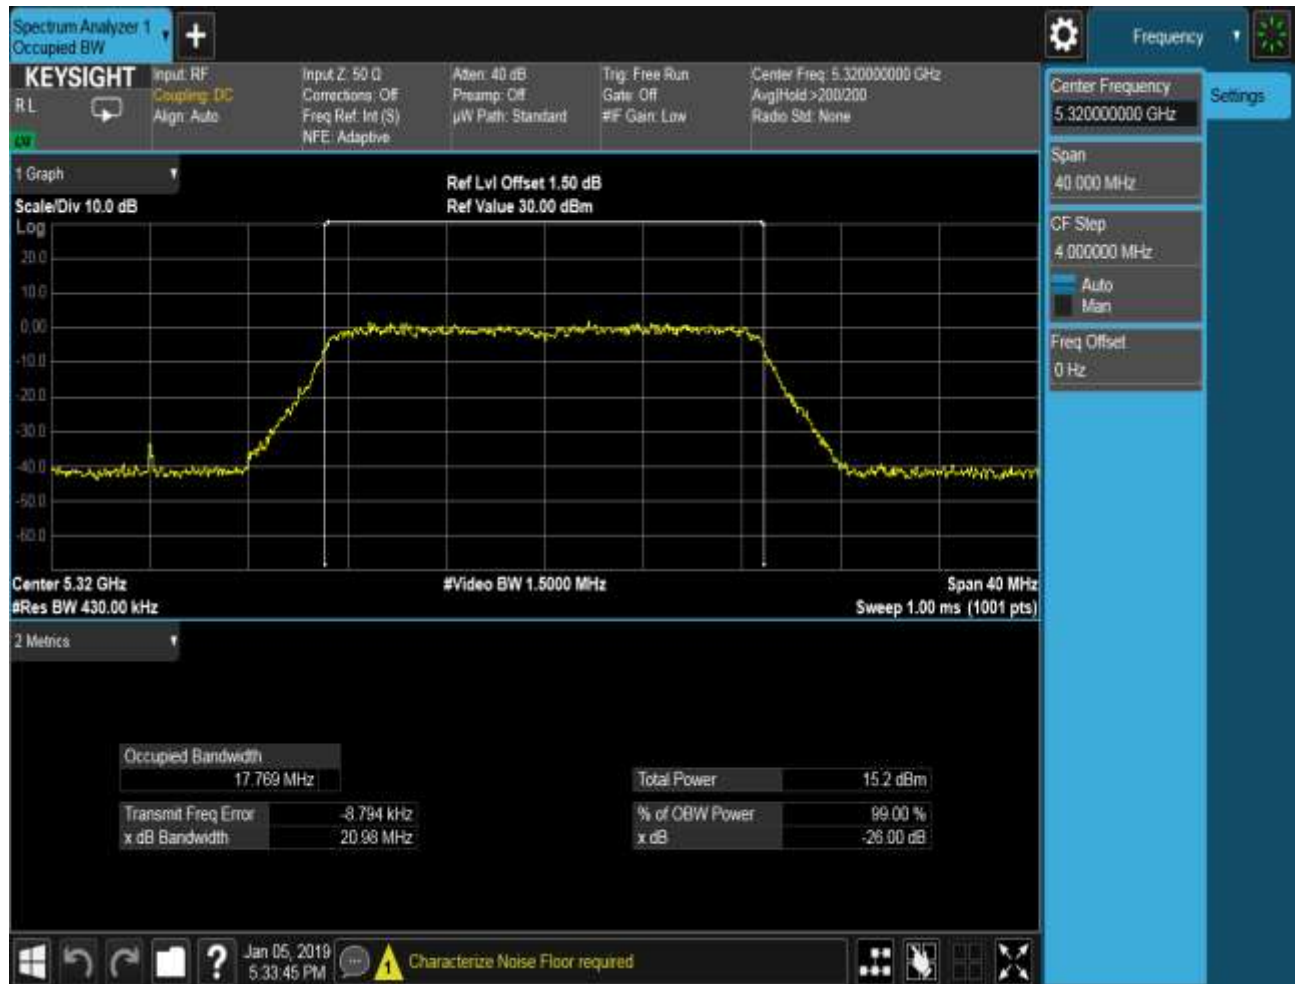 Spectrum Analyzer 1
Occupied BW
Frequency
KEYSIGHT
R L
Input: RF
Coupling: DC
Align: Auto
Input Z: 50 Ω
Corrections: Off
Freq Ref: Int (S)
NFE: Adaptive
Atten: 40 dB
Preamp: Off
µW Path: Standard
Trig: Free Run
Gate: Off
#IF Gain: Low
Center Freq: 5.320000000 GHz
Avg|Hold:>200/200
Radio Std: None
Center Frequency
5.320000000 GHz
Settings
Span
40.000 MHz
CF Step
4.000000 MHz
Auto
Man
Freq Offset
0 Hz
1 Graph
Scale/Div 10.0 dB
Ref Lvl Offset 1.50 dB
Ref Value 30.00 dBm
Log
20.0
10.0
0.00
-10.0
-20.0
-30.0
-40.0
-50.0
-60.0
Center 5.32 GHz
#Video BW 1.5000 MHz
Span 40 MHz
#Res BW 430.00 kHz
Sweep 1.00 ms (1001 pts)
2 Metrics
Occupied Bandwidth
17.769 MHz
Transmit Freq Error -8.794 kHz
x dB Bandwidth 20.98 MHz
Total Power 15.2 dBm
% of OBW Power 99.00 %
x dB -26.00 dB
Jan 05, 2019
5:33:45 PM
Characterize Noise Floor required